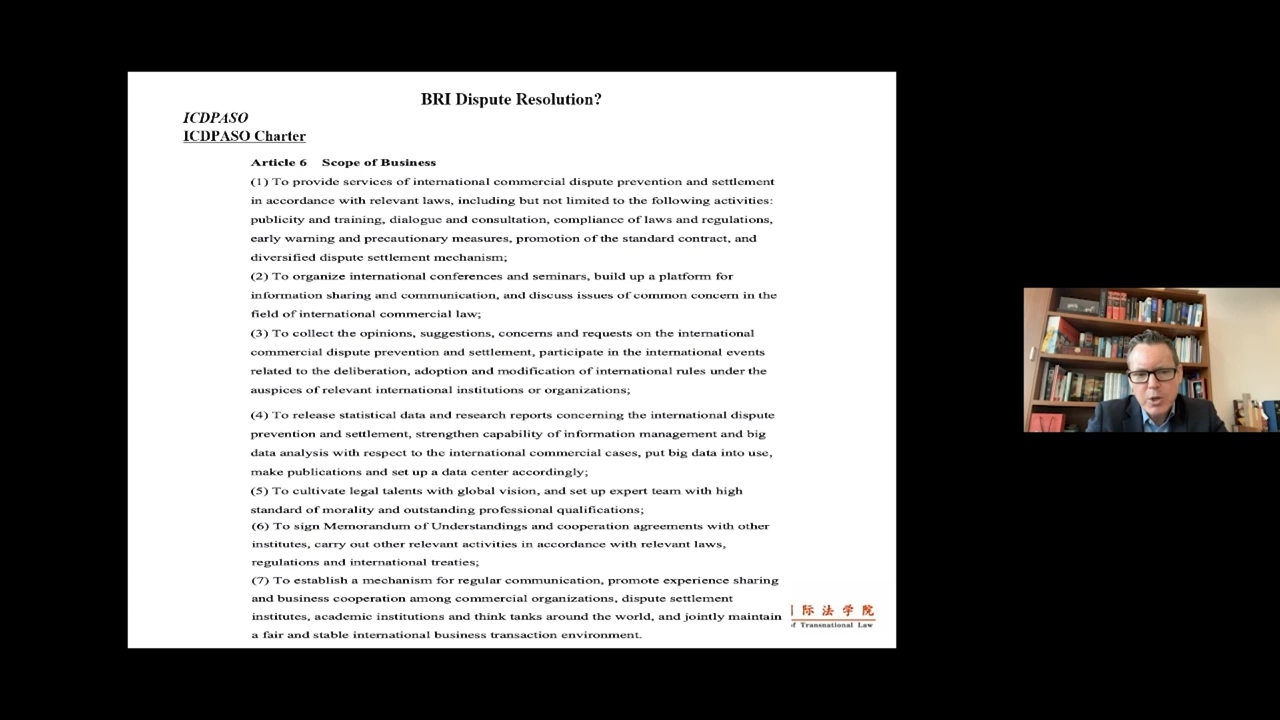 BRI Dispute Resolution?
ICDPASO
ICDPASO Charter
Article 6 Scope of Business
(1) To provide services of international commercial dispute prevention and settlement
in accordance with relevant laws, including but not limited to the following activities:
publicity and training, dialogue and consultation, compliance of laws and regulations,
early warning and precautionary measures, promotion of the standard contract, and
diversified dispute settlement mechanism;
(2) To organize international conferences and seminars, build up a platform for
information sharing and communication, and discuss issues of common concern in the
field of international commercial law;
(3) To collect the opinions, suggestions, concerns and requests on the international
commercial dispute prevention and settlement, participate in the international events
related to the deliberation, adoption and modification of international rules under the
auspices of relevant international institutions or organizations;
(4) To release statistical data and research reports concerning the international dispute
prevention and settlement, strengthen capability of information management and big
data analysis with respect to the international commercial cases, put big data into use,
make publications and set up a data center accordingly;
(5) To cultivate legal talents with global vision, and set up expert team with high
standard of morality and outstanding professional qualifications;
(6) To sign Memorandum of Understandings and cooperation agreements with other
institutes, carry out other relevant activities in accordance with relevant laws,
regulations and international treaties;
(7) To establish a mechanism for regular communication, promote experience sharing
and business cooperation among commercial organizations, dispute settlement
institutes, academic institutions and think tanks around the world, and jointly maintain
a fair and stable international business transaction environment.
际法学院
of Transnational Law